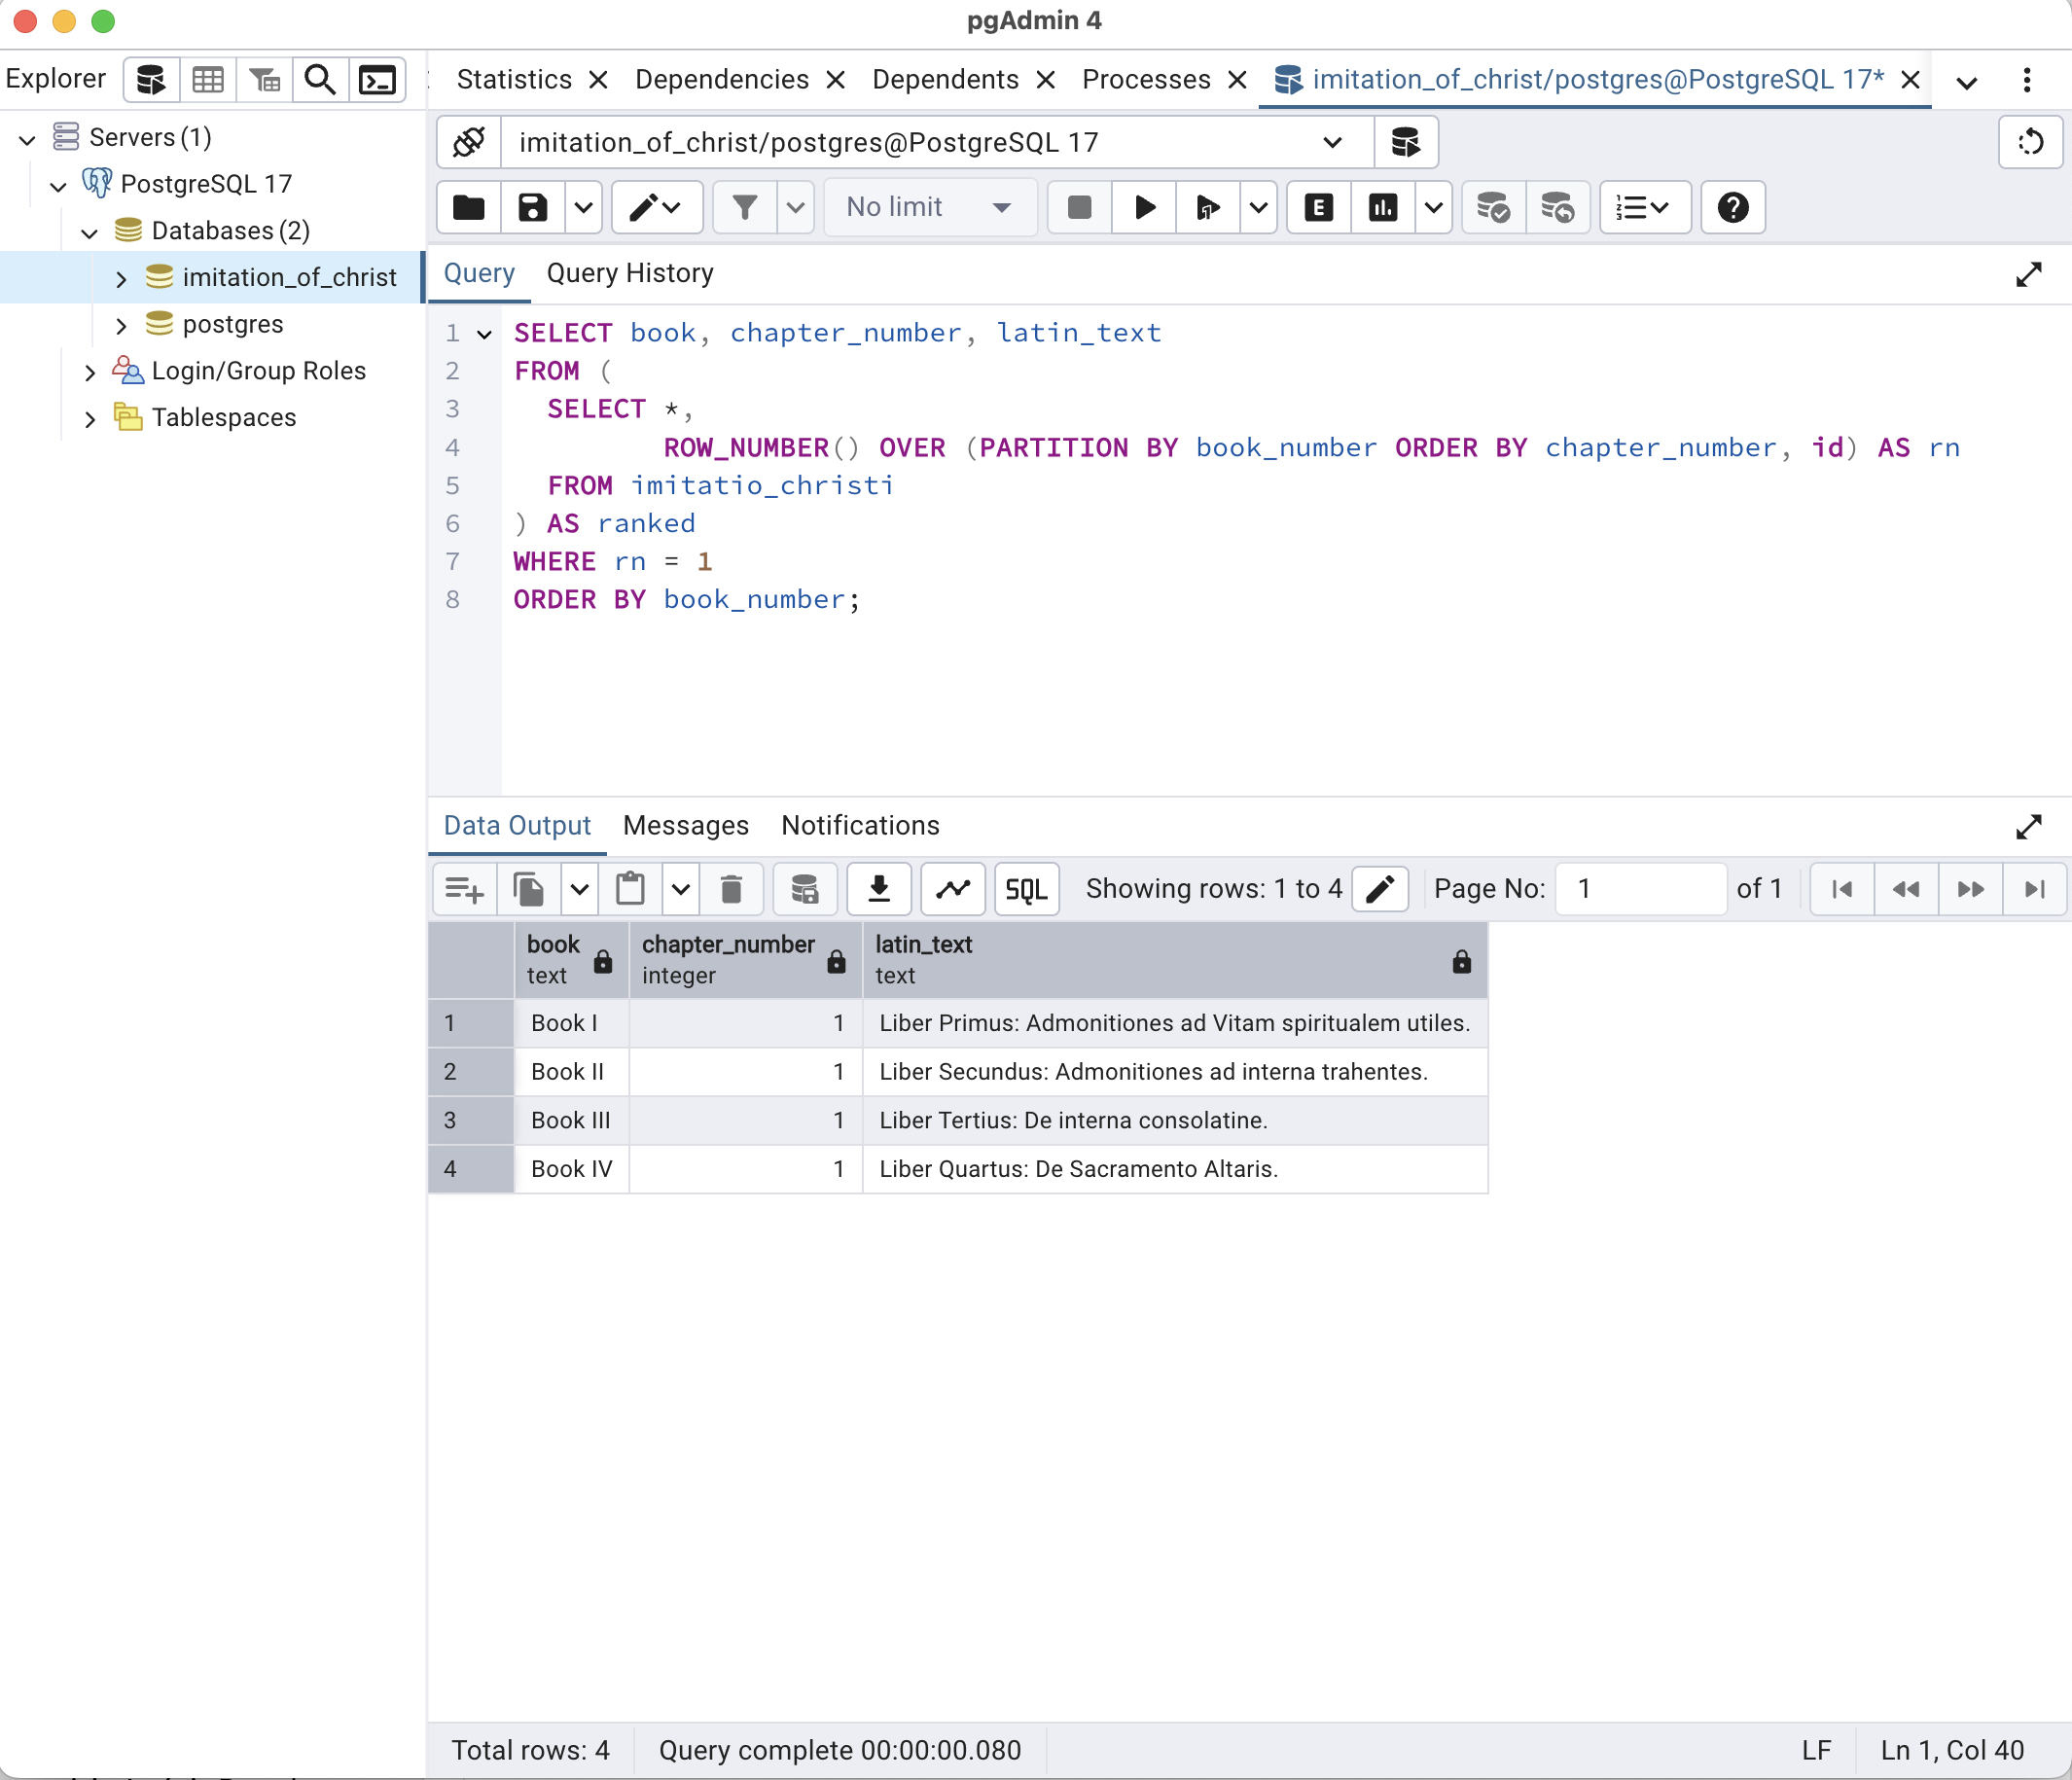 pgAdmin 4
Explorer
Statistics
Dependencies
Dependents
Processes
imitation_of_christ/postgres@PostgreSQL 17*
Servers (1)
PostgreSQL 17
Databases (2)
imitation_of_christ
postgres
Login/Group Roles
Tablespaces
imitation_of_christ/postgres@PostgreSQL 17
No limit
E
Query
Query History
1 SELECT book, chapter_number, latin_text
2 FROM (
3 SELECT *,
4 ROW_NUMBER() OVER (PARTITION BY book_number ORDER BY chapter_number, id) AS rn
5 FROM imitatio_christi
6 ) AS ranked
7 WHERE rn = 1
8 ORDER BY book_number;
Data Output
Messages
Notifications
SQL
Showing rows: 1 to 4
Page No: 1 of 1
book chapter_number latin_text
text integer text
1 Book I 1 Liber Primus: Admonitiones ad Vitam spiritualem utiles.
2 Book II 1 Liber Secundus: Admonitiones ad interna trahentes.
3 Book III 1 Liber Tertius: De interna consolatine.
4 Book IV 1 Liber Quartus: De Sacramento Altaris.
Total rows: 4
Query complete 00:00:00.080
LF
Ln 1, Col 40